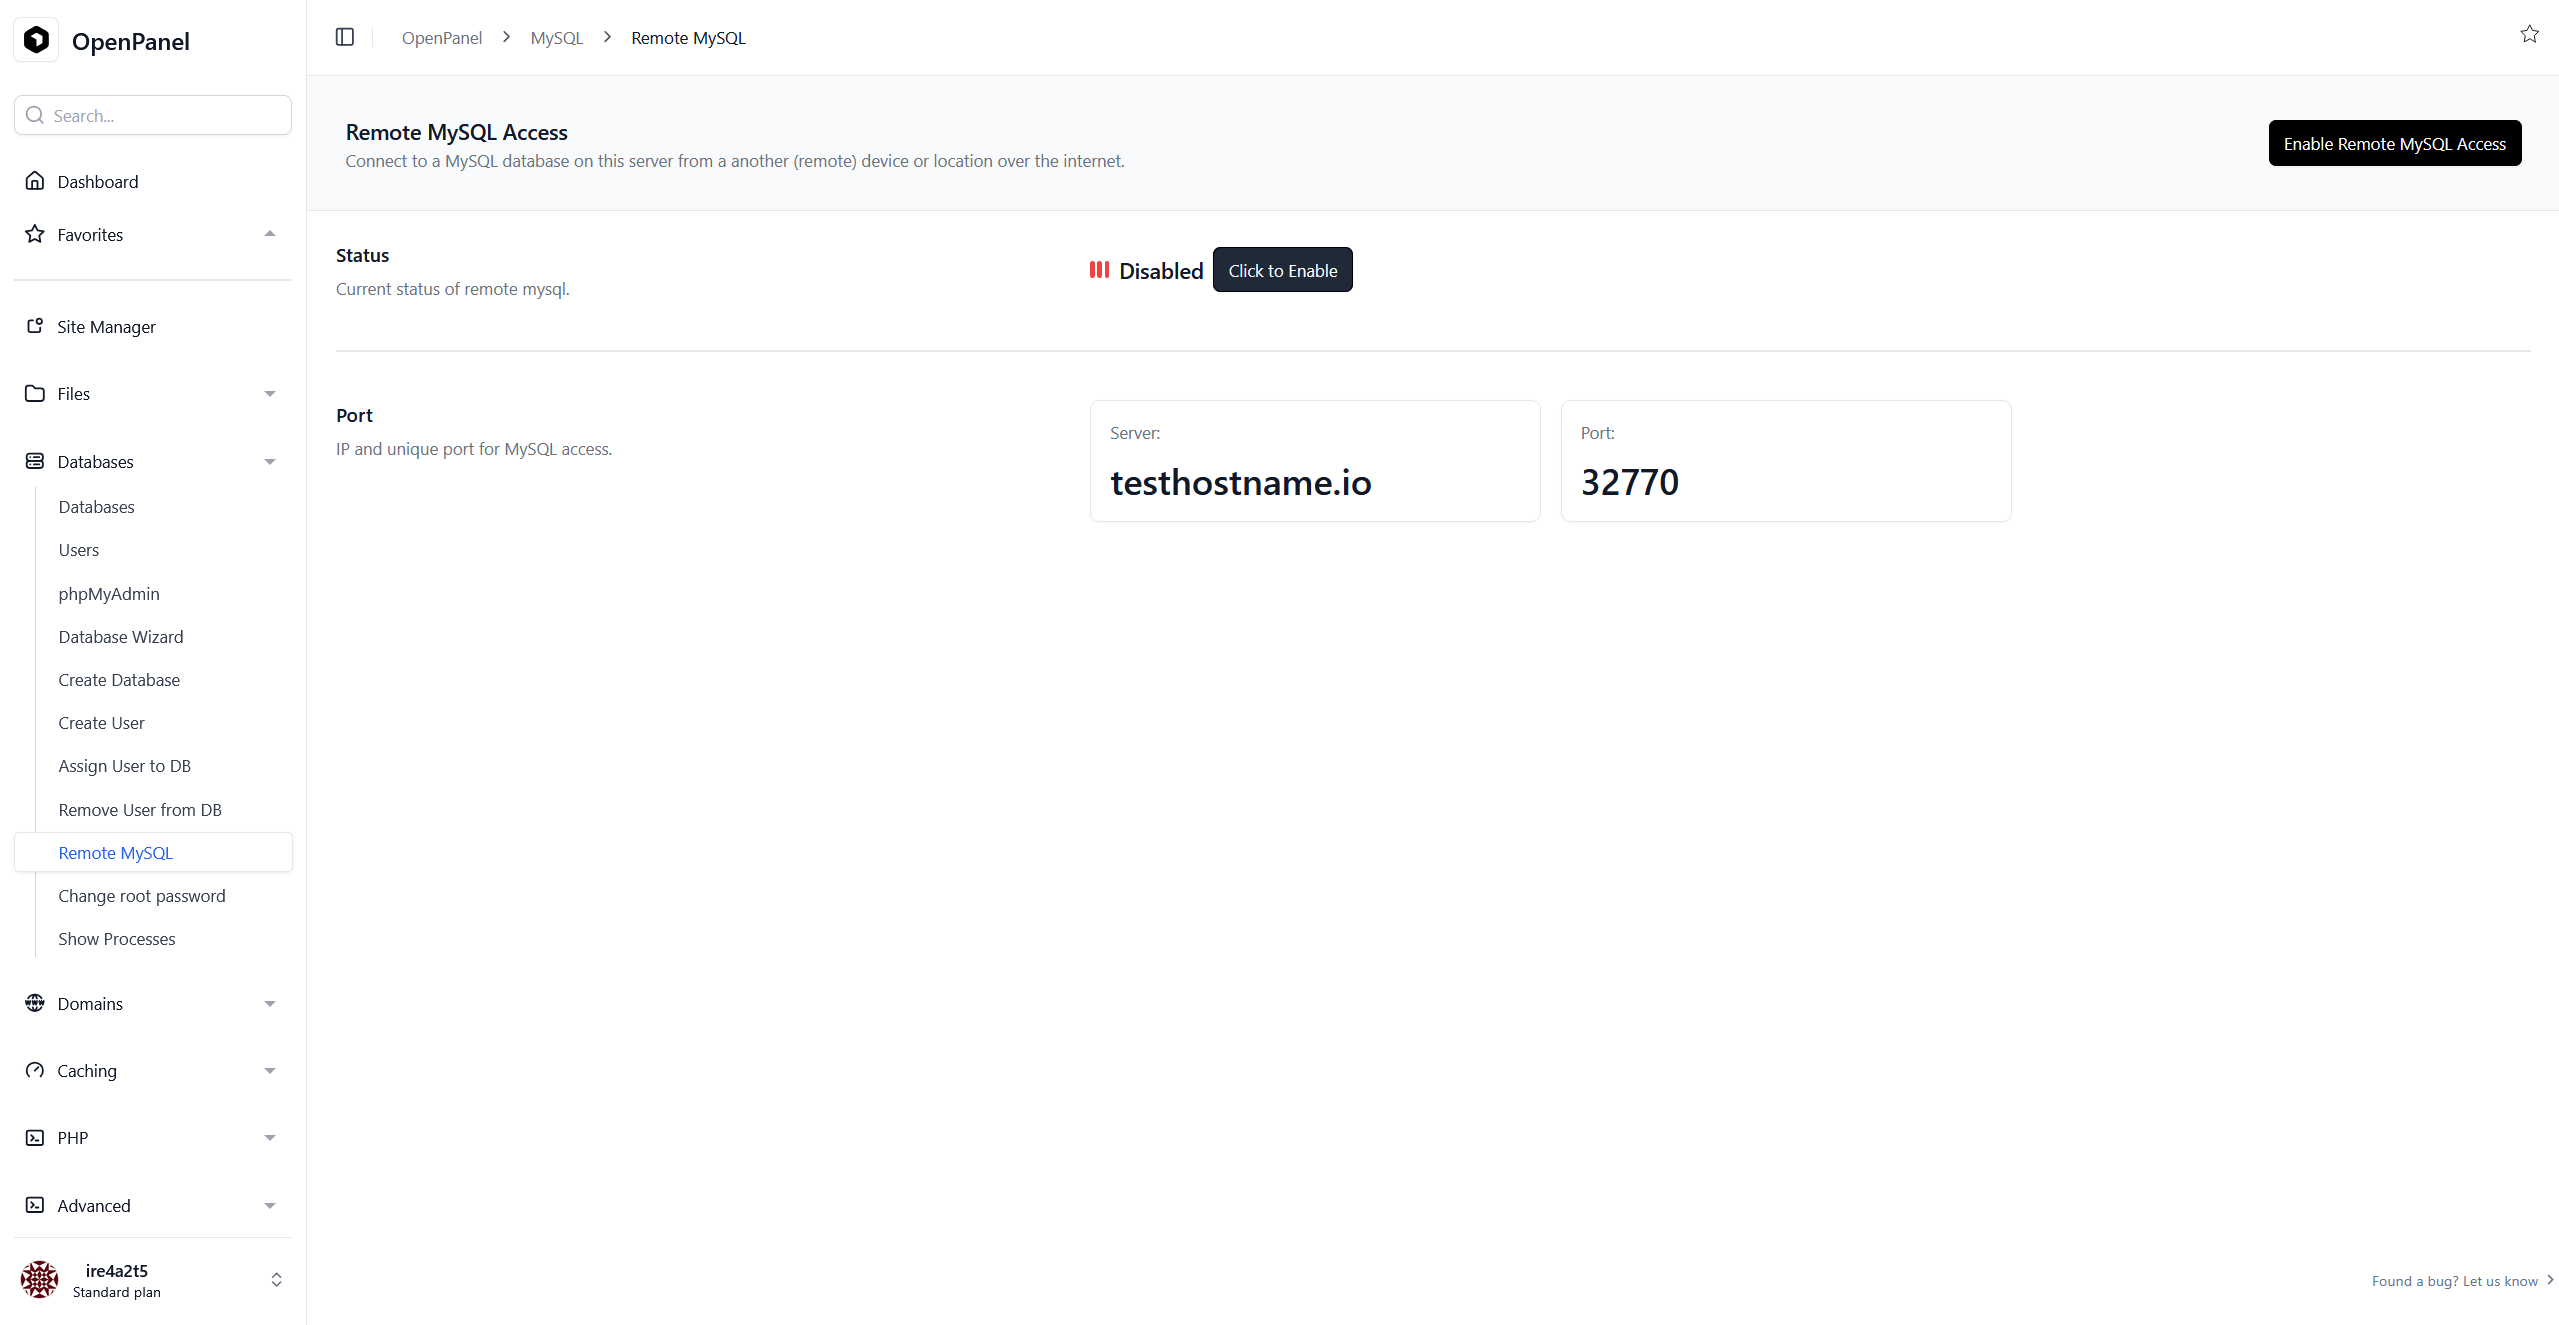 OpenPanel
Search...
Dashboard
Favorites
Site Manager
Files
Databases
Databases
Users
phpMyAdmin
Database Wizard
Create Database
Create User
Assign User to DB
Remove User from DB
Remote MySQL
Change root password
Show Processes
Domains
Caching
PHP
Advanced
ire4a2t5
Standard plan
OpenPanel > MySQL > Remote MySQL
Remote MySQL Access
Connect to a MySQL database on this server from a another (remote) device or location over the internet.
Enable Remote MySQL Access
Status
Current status of remote mysql.
Disabled
Click to Enable
Port
IP and unique port for MySQL access.
Server:
testhostname.io
Port:
32770
Found a bug? Let us know